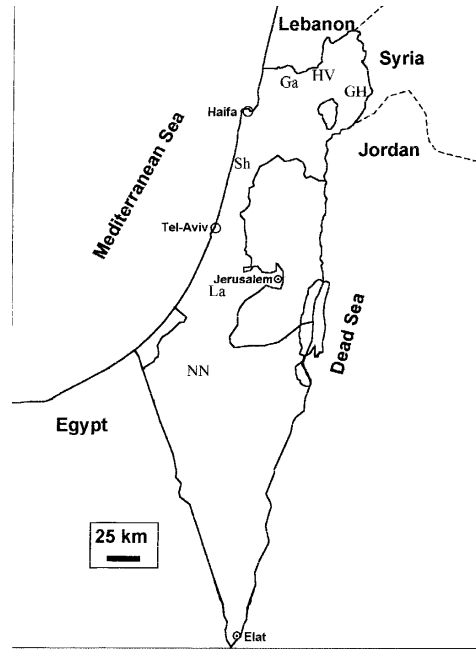 Lebanon
Syria
HV
Ga
GH
Haifa
Jordan
Sh
Mediterranean Sea
Tel-Aviv
Jerusalem
La
Dead Sea
NN
Egypt
25 km
Elat